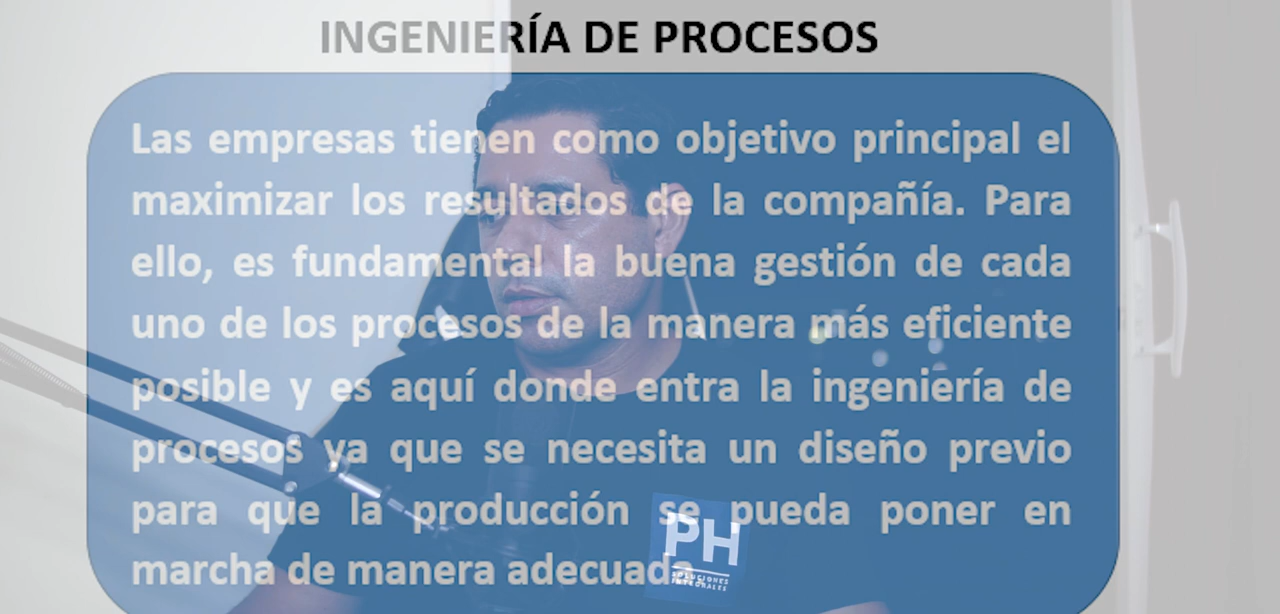 INGENIERÍA DE PROCESOS
Las empresas tienen como objetivo principal el
maximizar los resultados de la compañía. Para
ello, es fundamental la buena gestión de cada
uno de los procesos de la manera más eficiente
posible y es aquí donde entra la ingeniería de
procesos ya que se necesita un diseño previo
para que la producción se pueda poner en
marcha de manera adecuada.
PH
SOLUCIONES
INTEGRALES